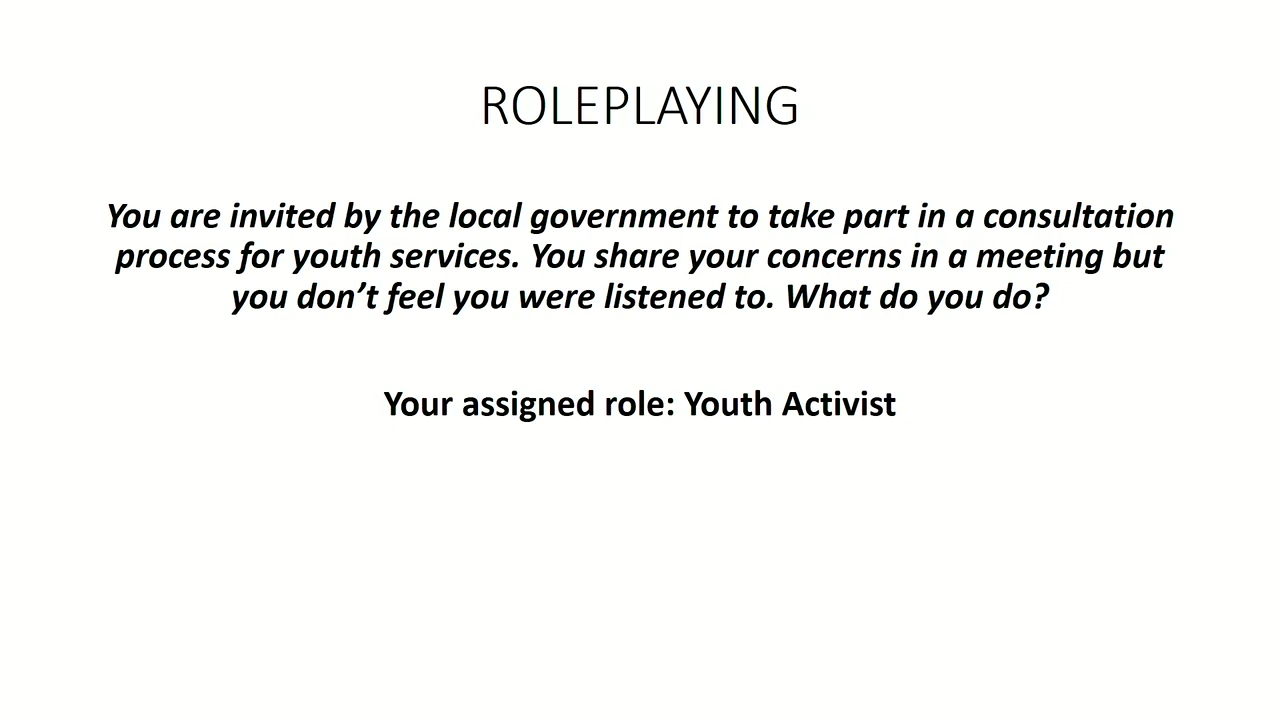 ROLEPLAYING
You are invited by the local government to take part in a consultation
process for youth services. You share your concerns in a meeting but
you don’t feel you were listened to. What do you do?
Your assigned role: Youth Activist